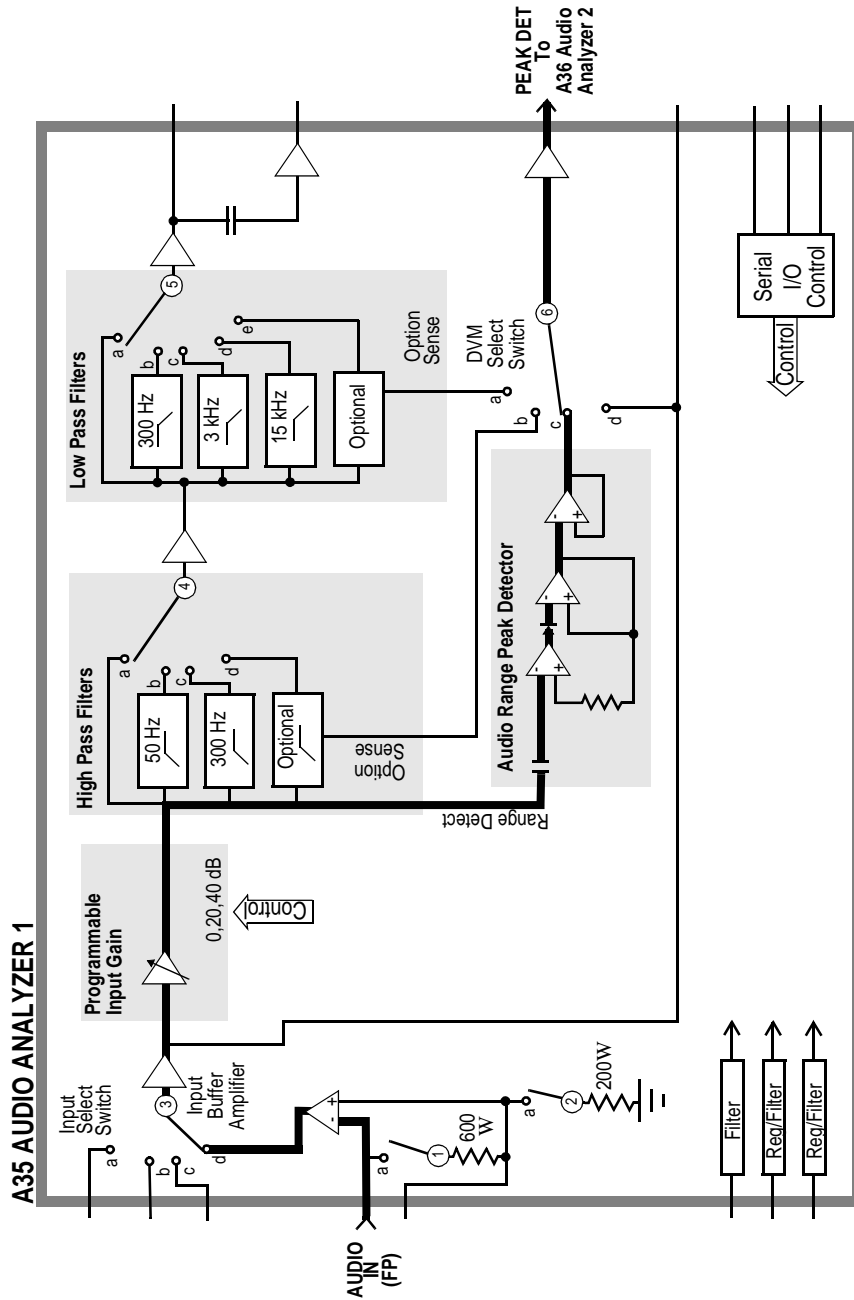 A35 AUDIO ANALYZER 1
Input
Select
Switch
a
b
c
d
3
Input
Buffer
Amplifier
AUDIO
IN
(FP)
-
+
a
1
600
W
a
2
200W
Programmable
Input Gain
0,20,40 dB
Control
High Pass Filters
a
b
c
d
4
50 Hz
300 Hz
Optional
Option
Sense
Range Detect
Low Pass Filters
a
b
c
d
e
5
300 Hz
3 kHz
15 kHz
Optional
Option
Sense
Audio Range Peak Detector
-
+
-
+
-
+
DVM
Select
Switch
a
b
c
d
6
PEAK DET
To
A36 Audio
Analyzer 2
Filter
Reg/Filter
Reg/Filter
Serial
I/O
Control
Control